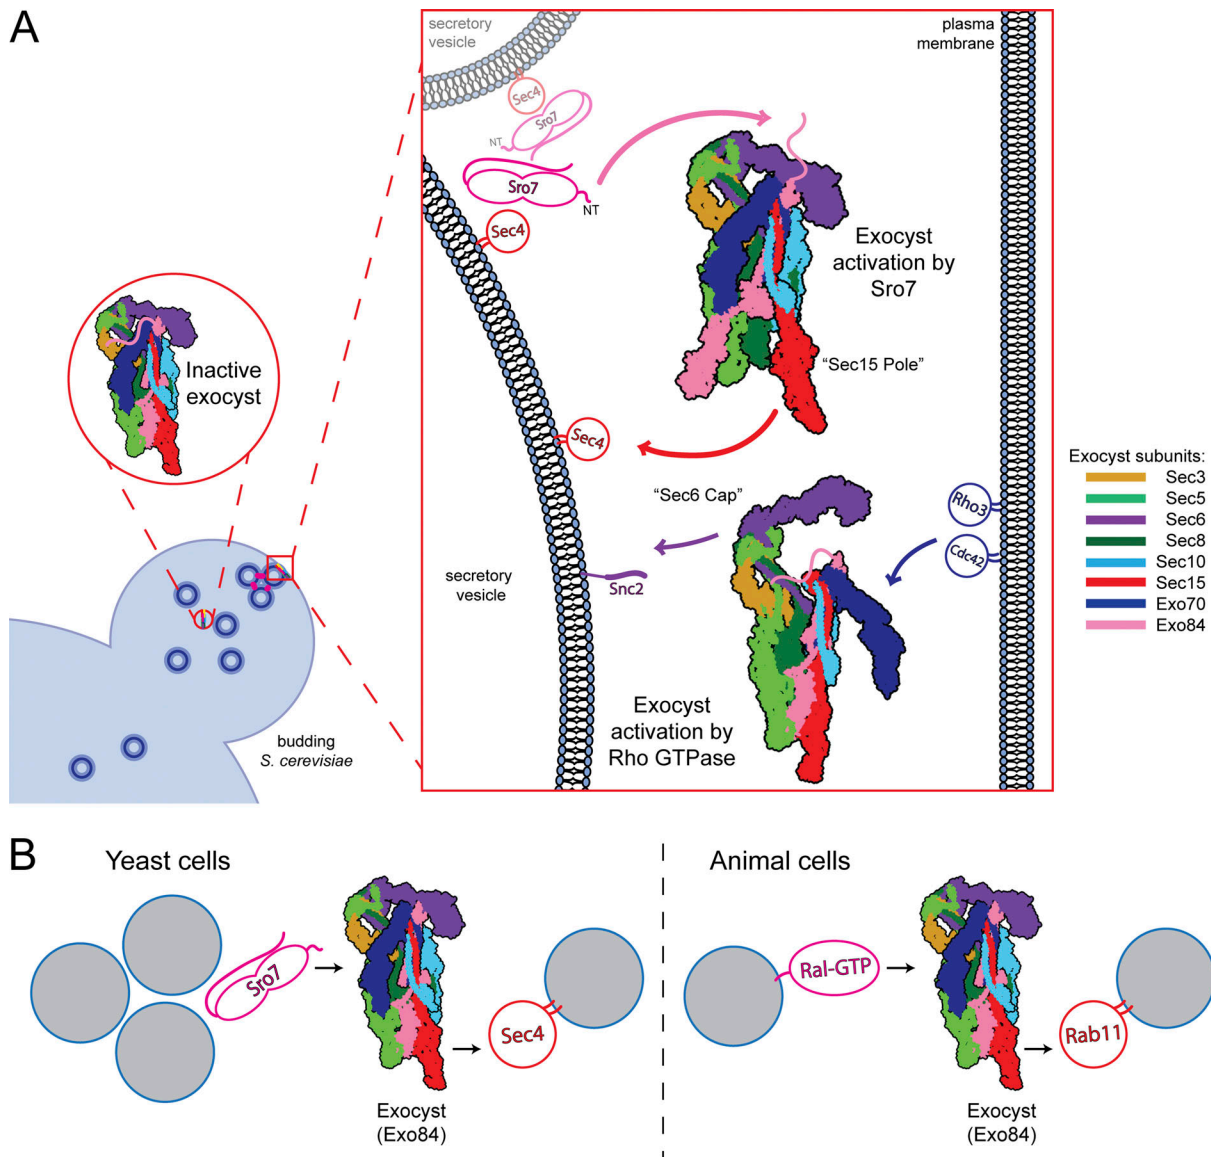 A
secretory
vesicle
plasma
membrane
Sec4
Sro7
NT
Sro7
NT
Sec4
Exocyst
activation by
Sro7
"Sec15 Pole"
Inactive
exocyst
Sec4
Exocyst subunits:
Sec3
Sec5
Sec6
Sec8
Sec10
Sec15
Exo70
Exo84
"Sec6 Cap"
Rho3
Cdc42
secretory
vesicle
Snc2
Exocyst
activation by
Rho GTPase
budding
S. cerevisiae
B
Yeast cells
Animal cells
Sro7
Sec4
Exocyst
(Exo84)
Ral-GTP
Rab11
Exocyst
(Exo84)